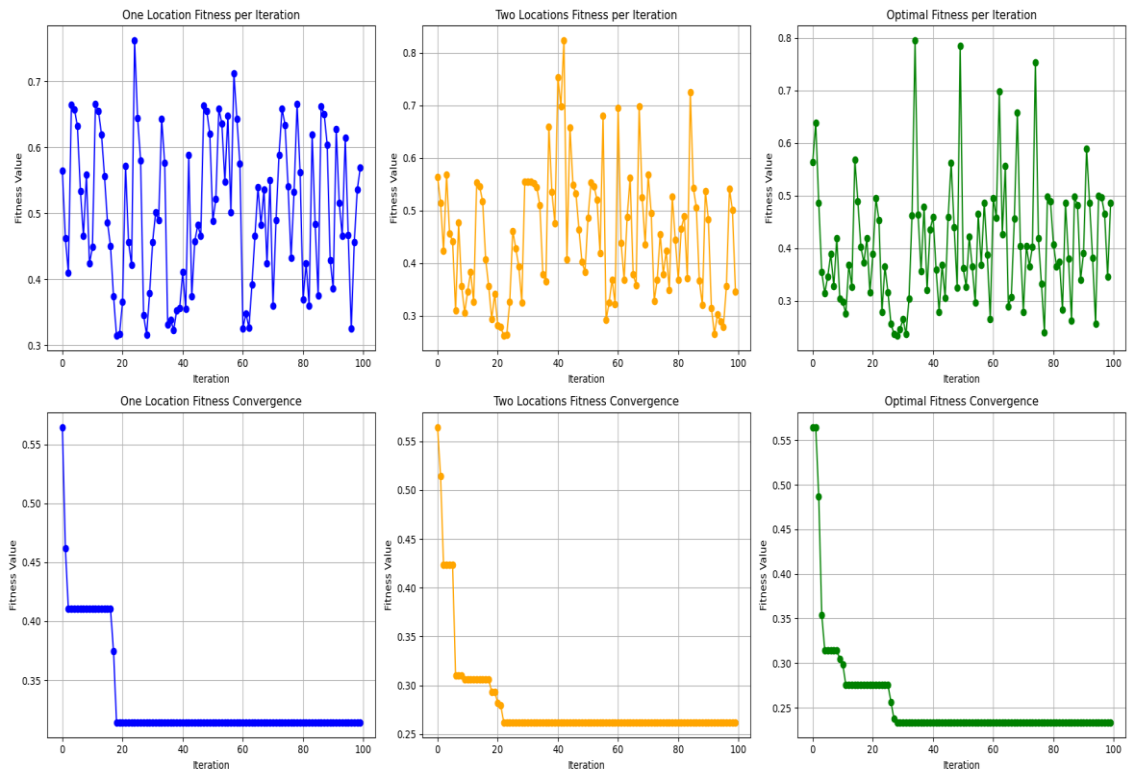 One Location Fitness per Iteration
Two Locations Fitness per Iteration
Optimal Fitness per Iteration
Fitness Value
0.7
0.6
0.5
0.4
0.3
0 20 40 60 80 100
Iteration
Fitness Value
0.8
0.7
0.6
0.5
0.4
0.3
0 20 40 60 80 100
Iteration
Fitness Value
0.8
0.7
0.6
0.5
0.4
0.3
0 20 40 60 80 100
Iteration
One Location Fitness Convergence
Two Locations Fitness Convergence
Optimal Fitness Convergence
Fitness Value
0.55
0.50
0.45
0.40
0.35
0 20 40 60 80 100
Iteration
Fitness Value
0.55
0.50
0.45
0.40
0.35
0.30
0.25
0 20 40 60 80 100
Iteration
Fitness Value
0.55
0.50
0.45
0.40
0.35
0.30
0.25
0 20 40 60 80 100
Iteration